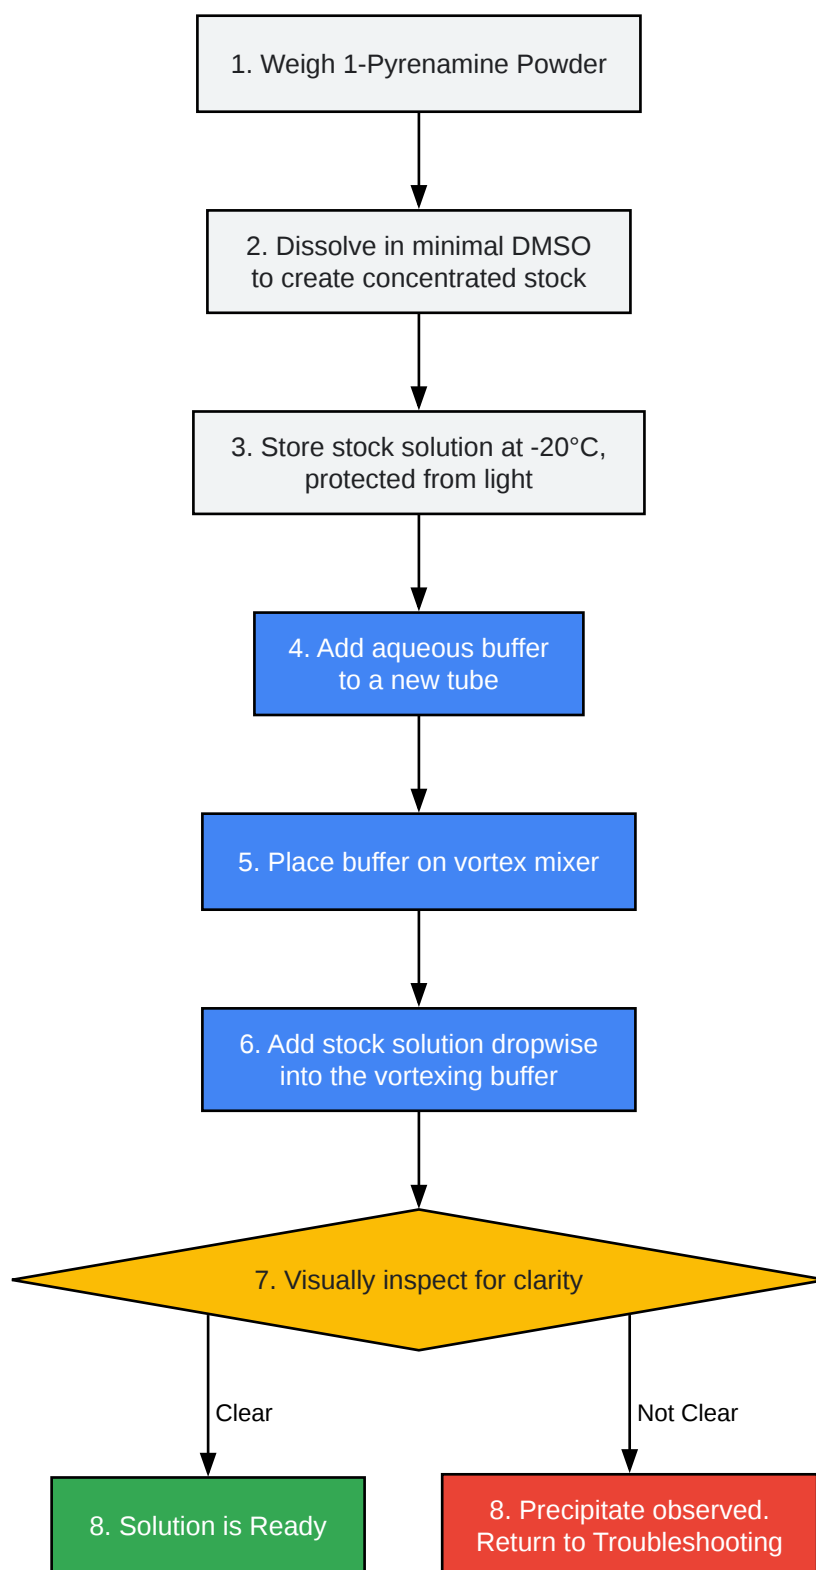 1. Weigh 1-Pyrenamine Powder
2. Dissolve in minimal DMSO
to create concentrated stock
3. Store stock solution at -20°C,
protected from light
4. Add aqueous buffer
to a new tube
5. Place buffer on vortex mixer
6. Add stock solution dropwise
into the vortexing buffer
7. Visually inspect for clarity
Clear
Not Clear
8. Solution is Ready
8. Precipitate observed.
Return to Troubleshooting